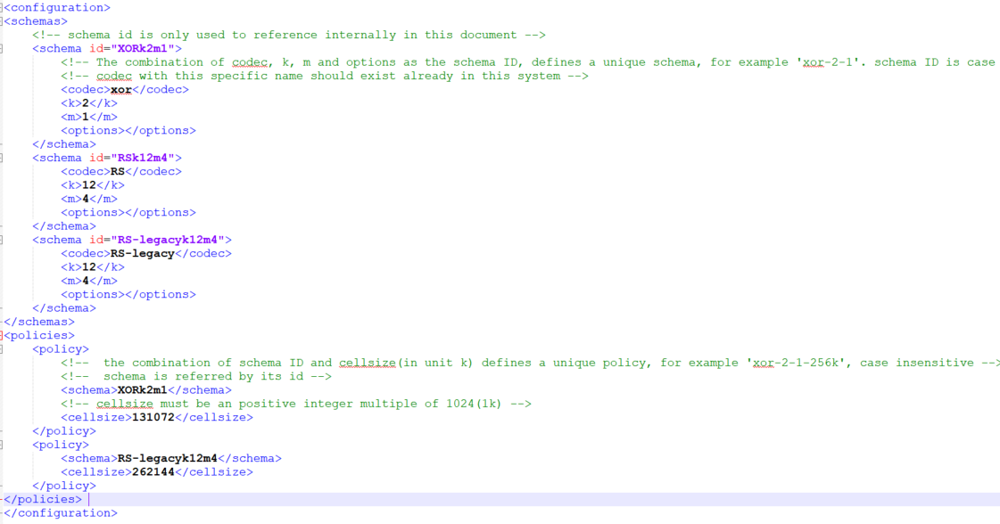 <configuration>
<schemas>
<!-- schema id is only used to reference internally in this document -->
<schema id="XORk2m1">
<!-- The combination of codec, k, m and options as the schema ID, defines a unique schema, for example 'xor-2-1'. schema ID is case
<!-- codec with this specific name should exist already in this system -->
<codec>xor</codec>
<k>2</k>
<m>1</m>
<options></options>
</schema>
<schema id="RSk12m4">
<codec>RS</codec>
<k>12</k>
<m>4</m>
<options></options>
</schema>
<schema id="RS-legacyk12m4">
<codec>RS-legacy</codec>
<k>12</k>
<m>4</m>
<options></options>
</schema>
</schemas>
<policies>
<policy>
<!--  the combination of schema ID and cellsize(in unit k) defines a unique policy, for example 'xor-2-1-256k', case insensitive -->
<!--  schema is referred by its id -->
<schema>XORk2m1</schema>
<!-- cellsize must be an positive integer multiple of 1024(1k) -->
<cellsize>131072</cellsize>
</policy>
<policy>
<schema>RS-legacyk12m4</schema>
<cellsize>262144</cellsize>
</policy>
</policies>
</configuration>